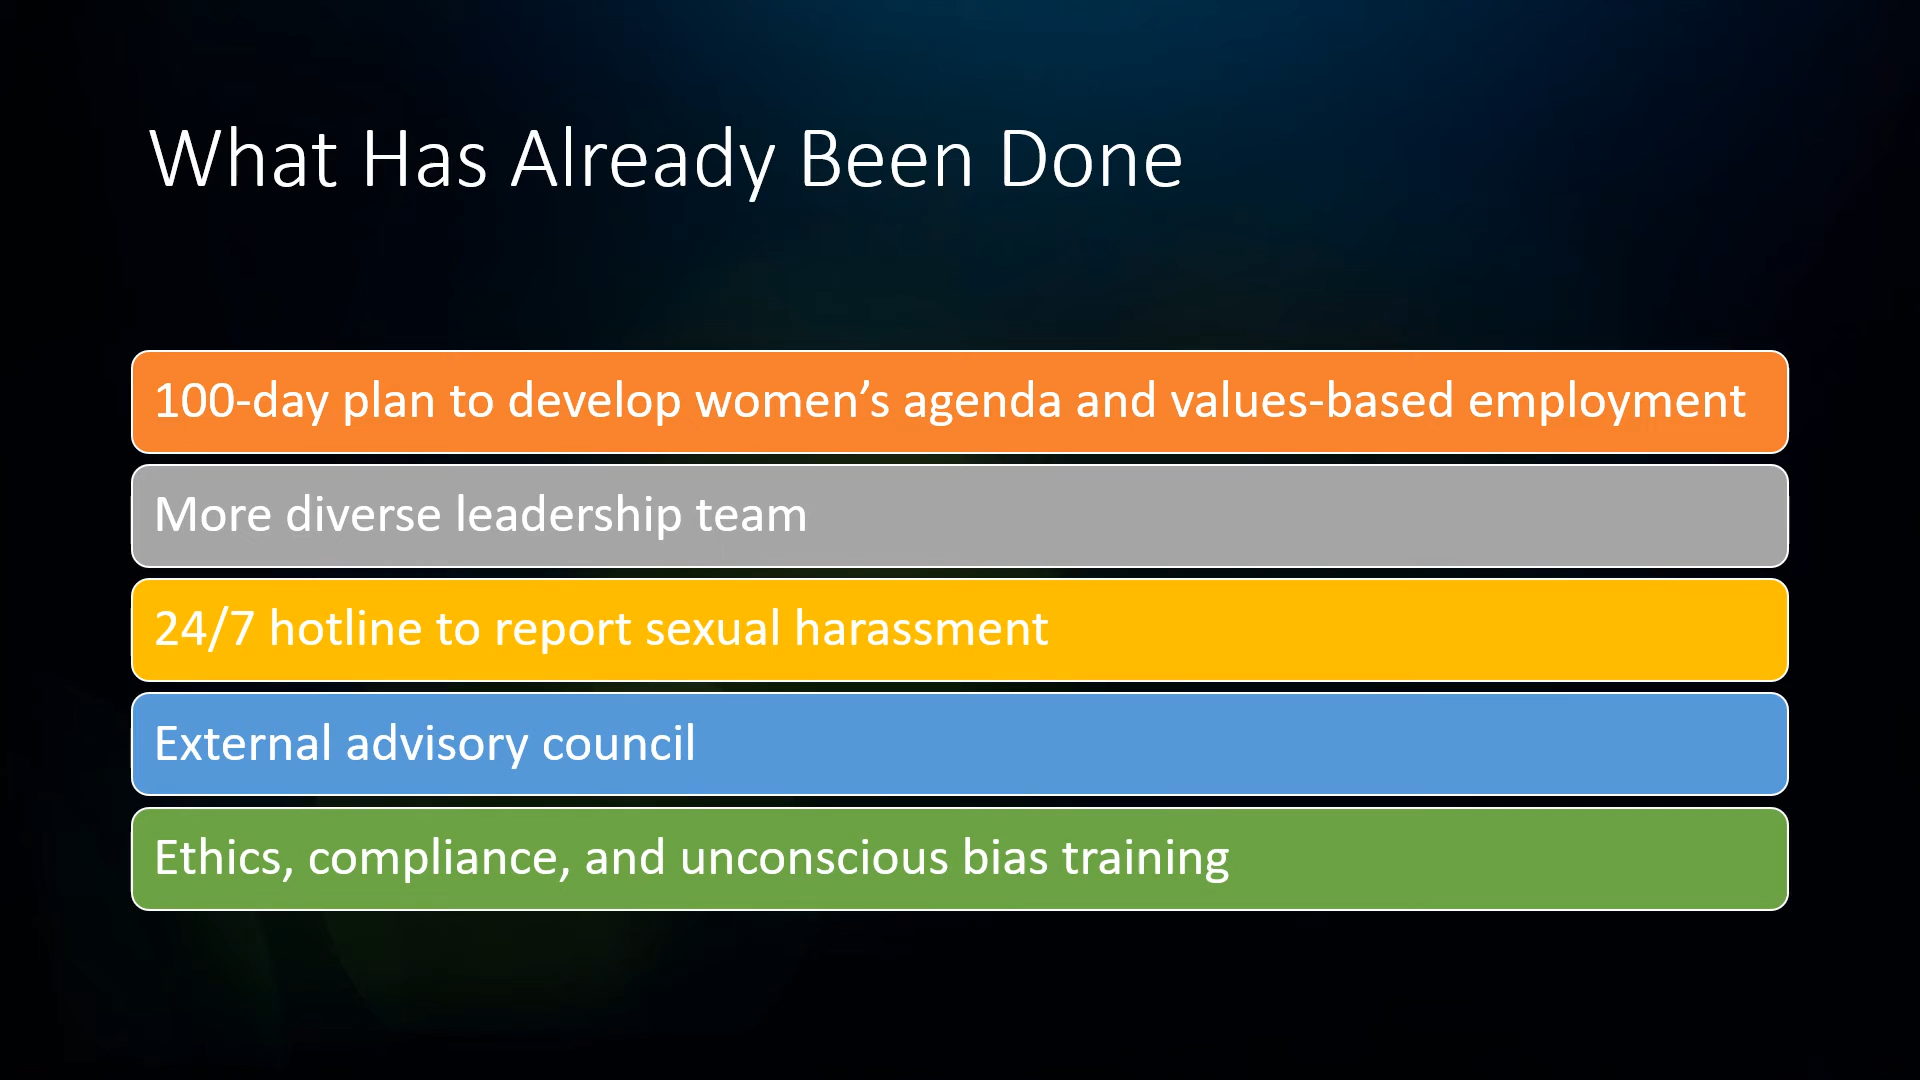 What Has Already Been Done
100-day plan to develop women’s agenda and values-based employment
More diverse leadership team
24/7 hotline to report sexual harassment
External advisory council
Ethics, compliance, and unconscious bias training